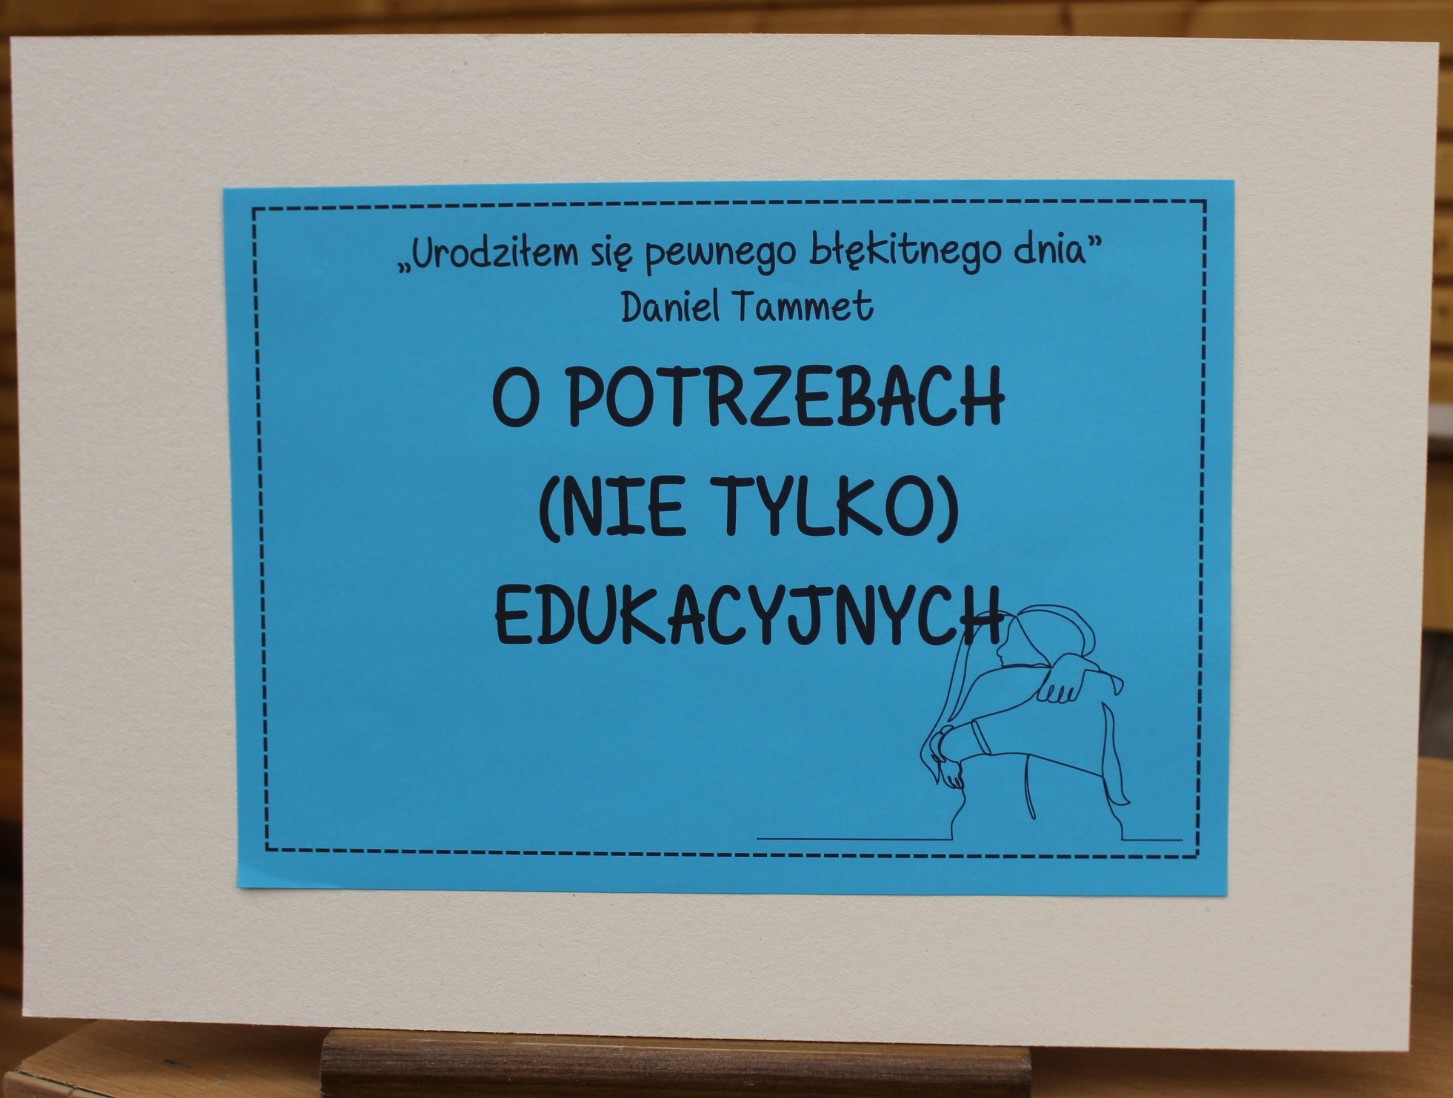 „Urodziłem się pewnego błękitnego dnia”
Daniel Tammet
O POTRZEBACH
(NIE TYLKO)
EDUKACYJNYCH